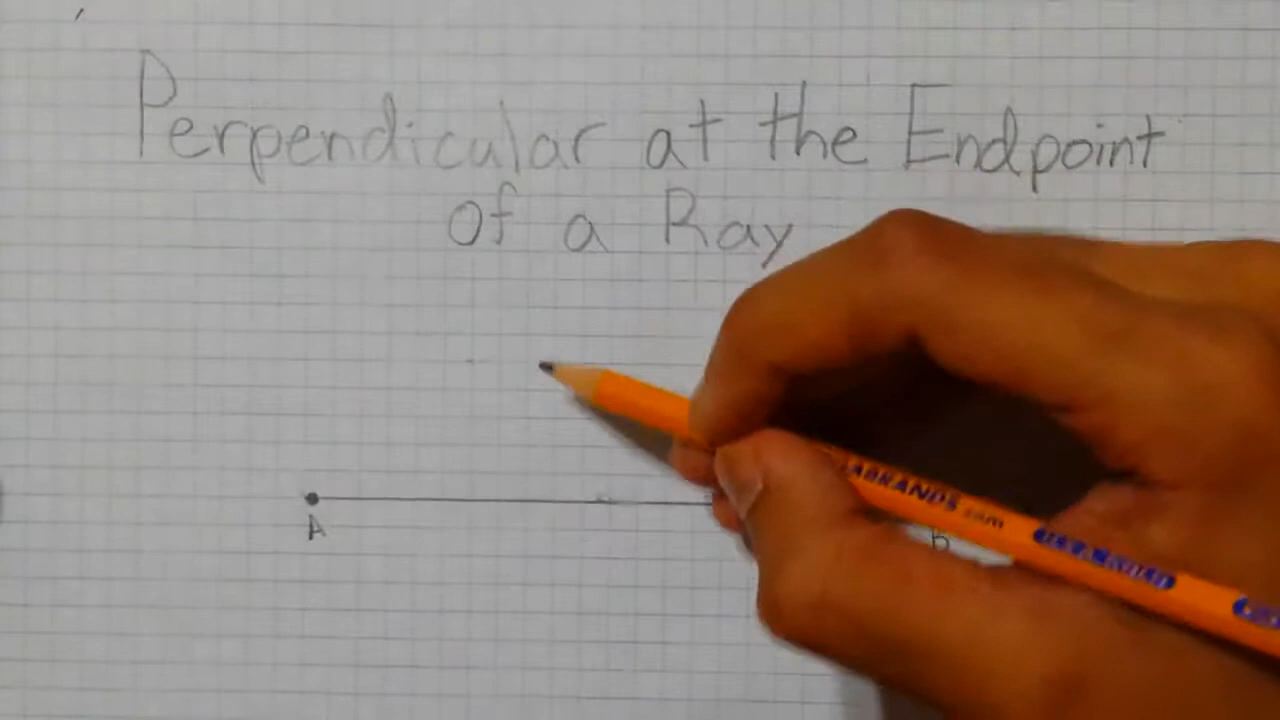 Perpendicular at the Endpoint
of a Ray
A
B